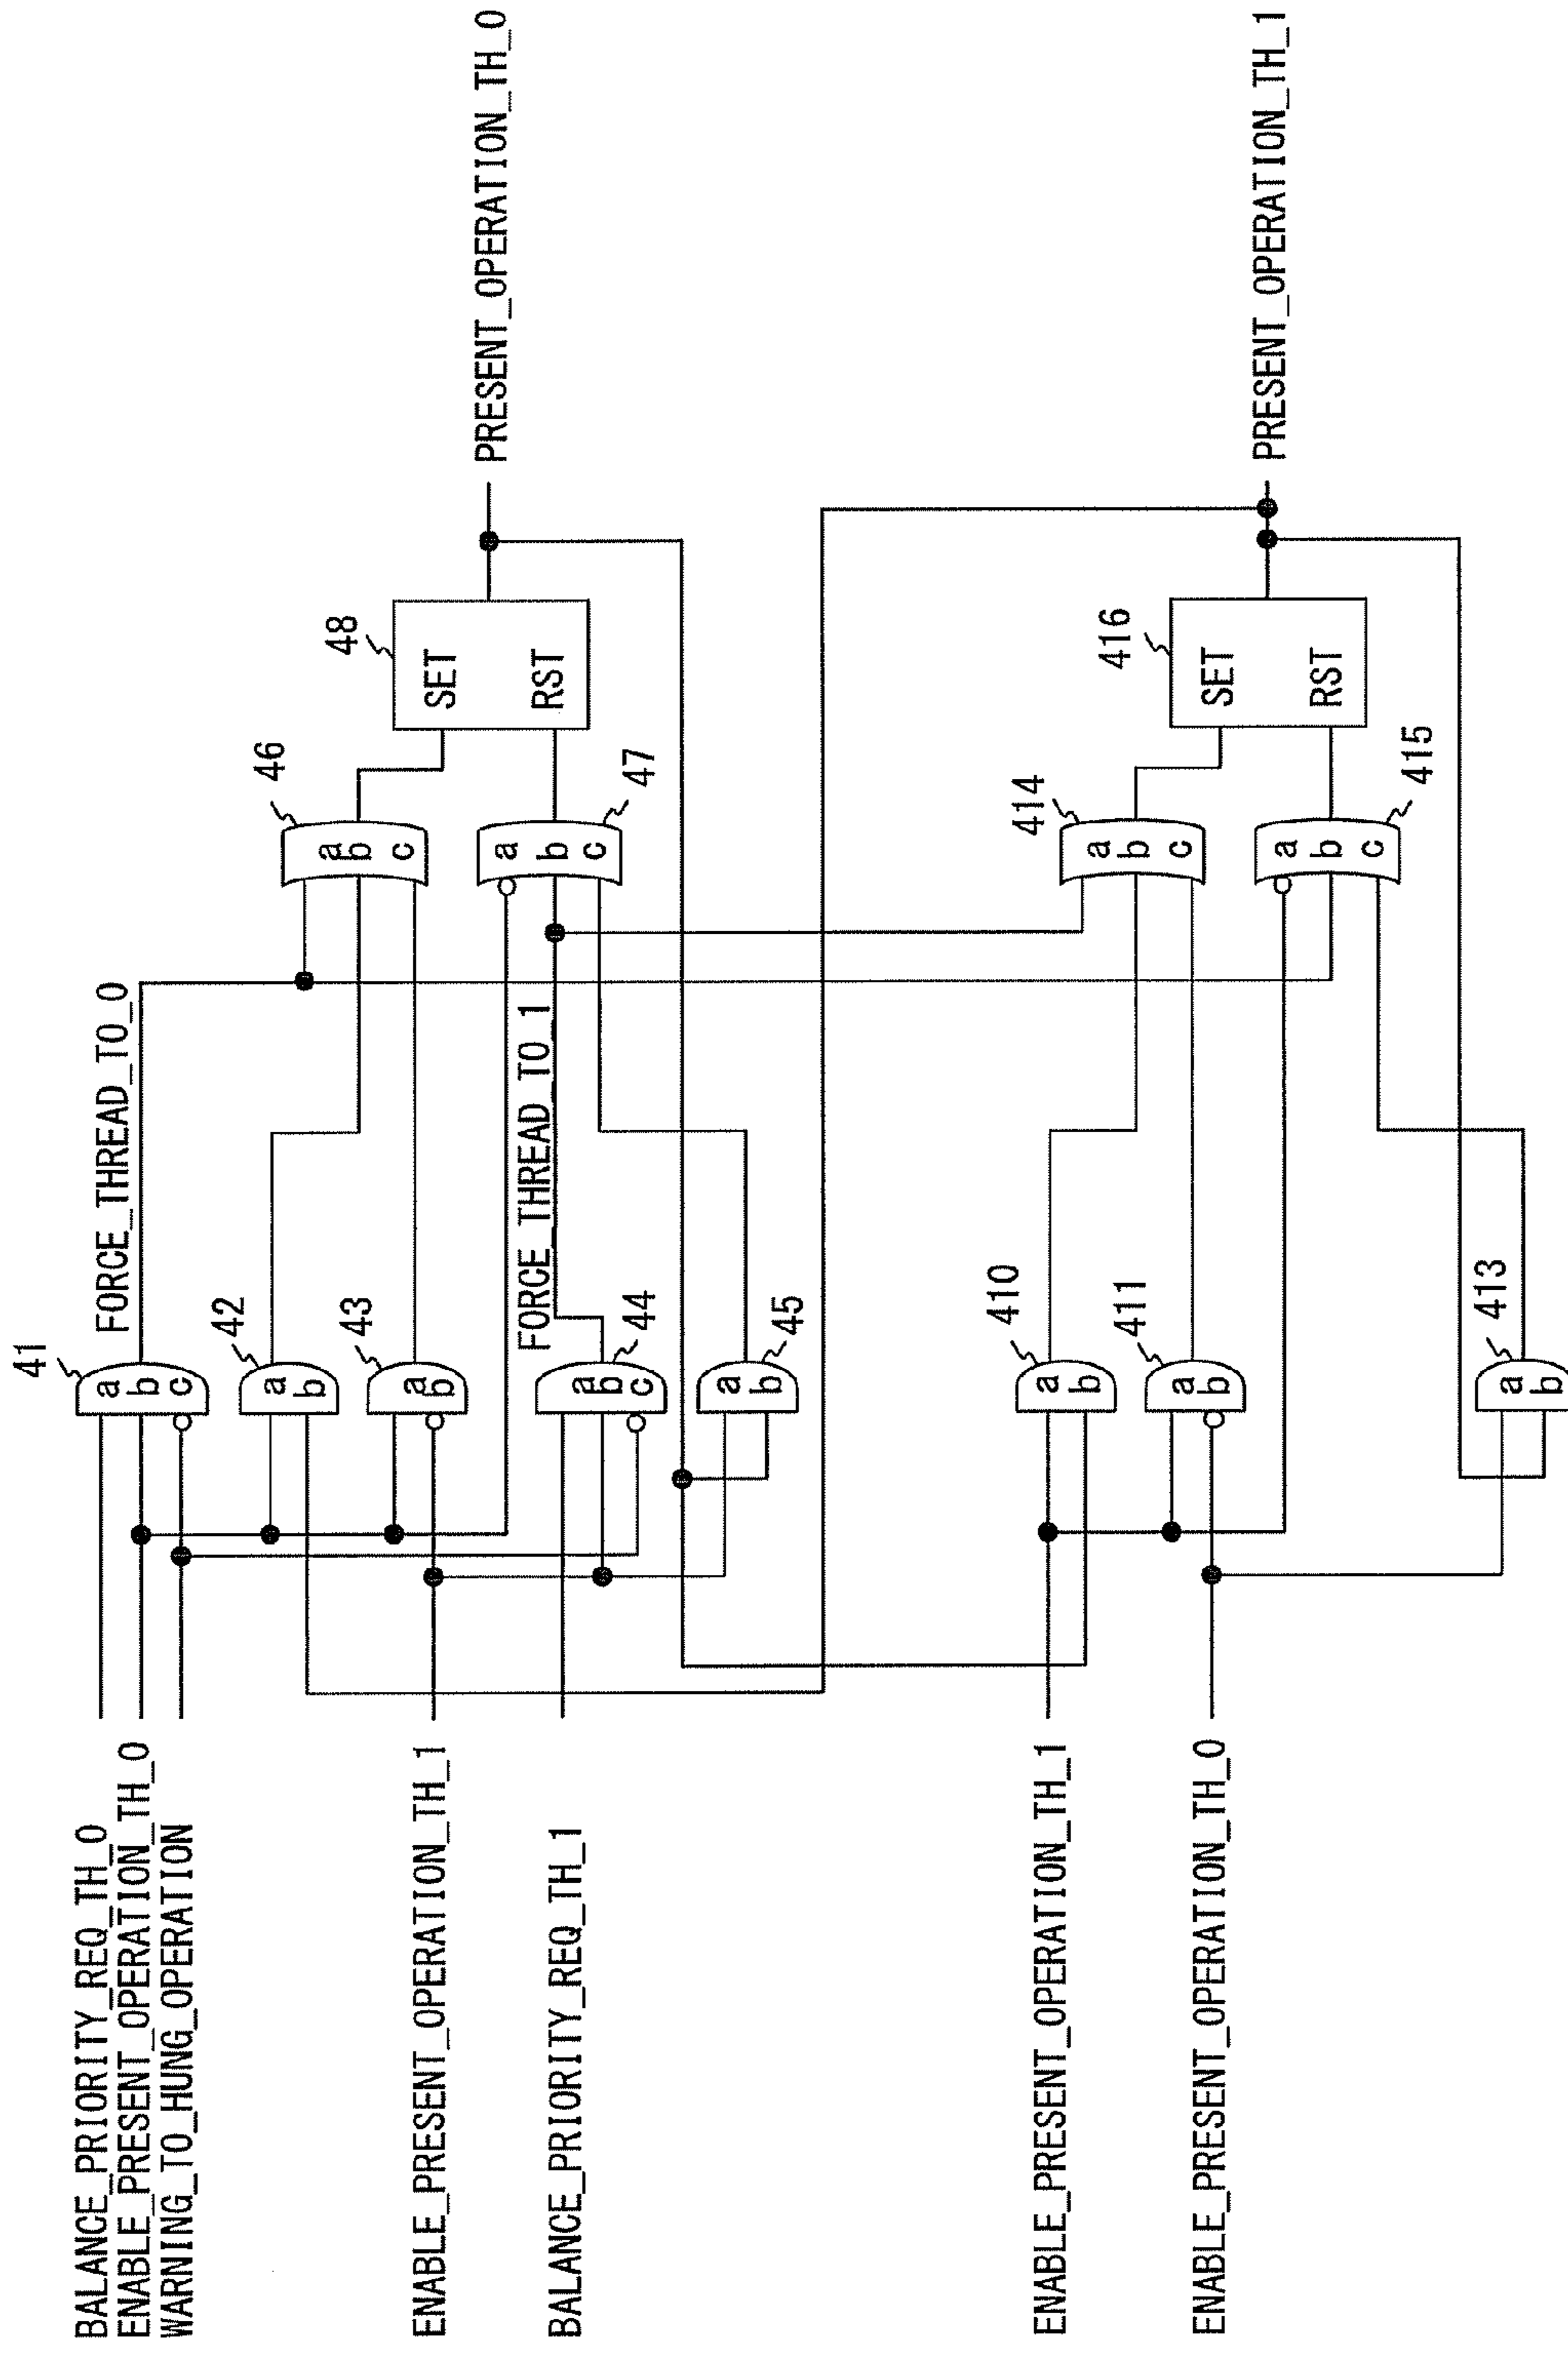 BALANCE_PRIORITY_REQ_TH_0
ENABLE_PRESENT_OPERATION_TH_0
WARNING_TO_HUNG_OPERATION
ENABLE_PRESENT_OPERATION_TH_1
BALANCE_PRIORITY_REQ_TH_1
ENABLE_PRESENT_OPERATION_TH_1
ENABLE_PRESENT_OPERATION_TH_0
41
a
b
c
FORCE_THREAD_TO_0
42
a
b
43
a
b
FORCE_THREAD_TO_1
44
a
b
c
45
a
b
410
a
b
411
a
b
413
a
b
46
a
b
c
47
a
b
c
414
a
b
c
415
a
b
c
48
SET
RST
416
SET
RST
PRESENT_OPERATION_TH_0
PRESENT_OPERATION_TH_1